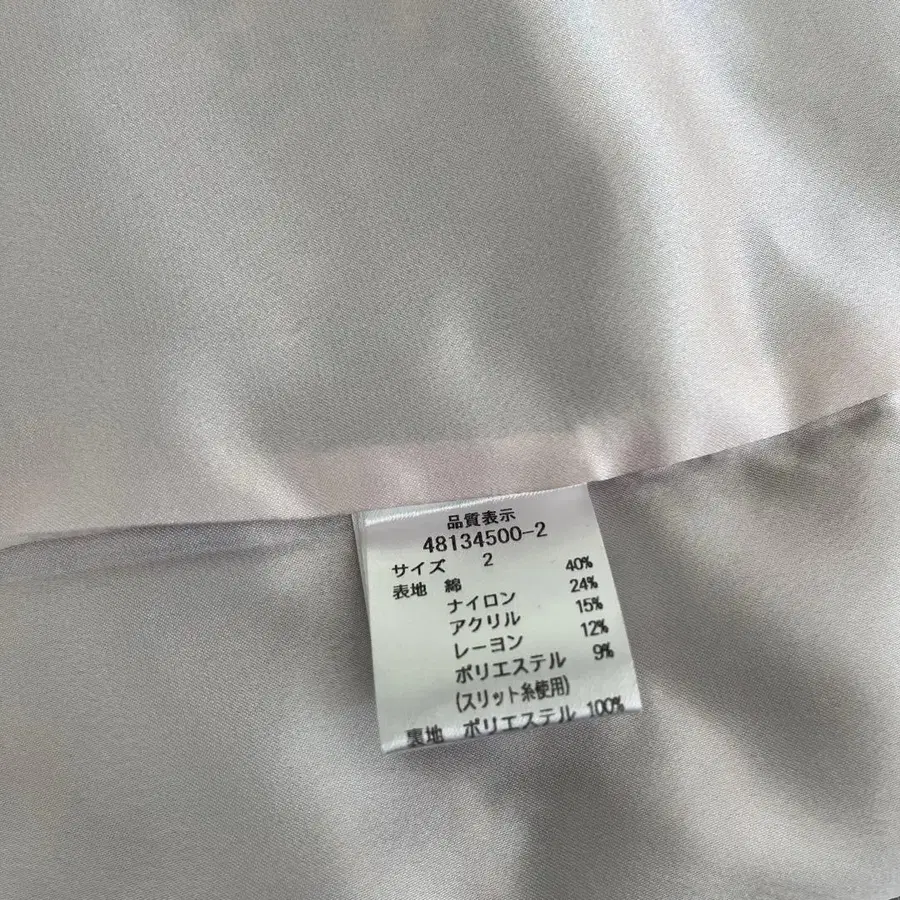 品質表示
48134500-2
サイズ 2
表地 綿 40%
ナイロン 24%
アクリル 15%
レーヨン 12%
ポリエステル 9%
(スリット糸使用)
裏地 ポリエステル 100%